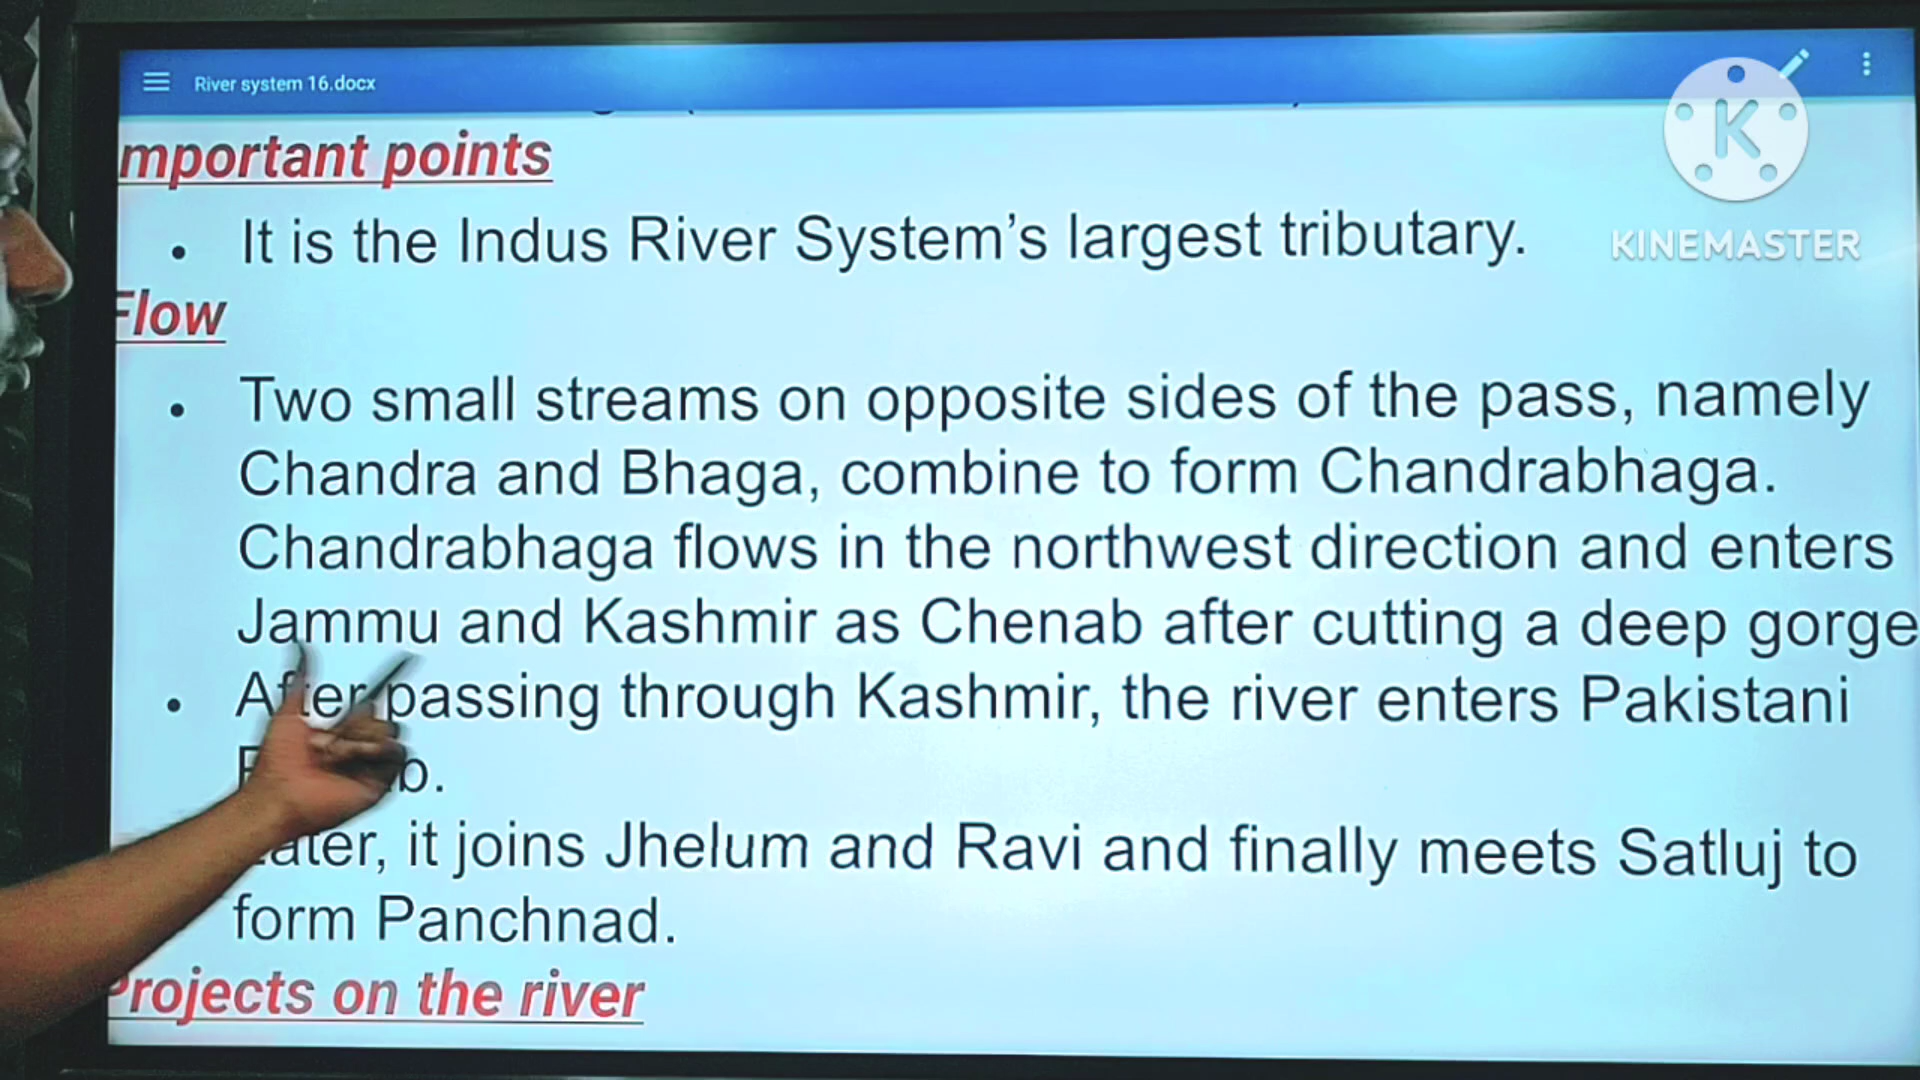 River system 16.docx
K
KINEMASTER
mportant points
• It is the Indus River System's largest tributary.
Flow
• Two small streams on opposite sides of the pass, namely
Chandra and Bhaga, combine to form Chandrabhaga.
Chandrabhaga flows in the northwest direction and enters
Jammu and Kashmir as Chenab after cutting a deep gorge
• After passing through Kashmir, the river enters Pakistani
Later, it joins Jhelum and Ravi and finally meets Satluj to
form Panchnad.
Projects on the river